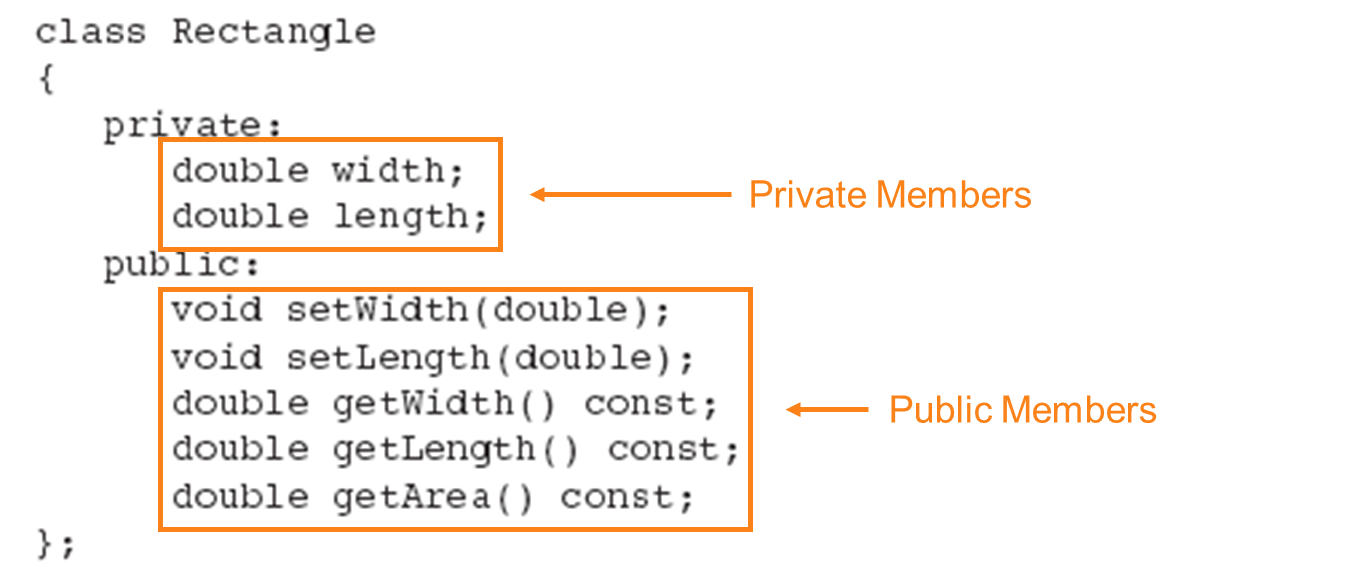 class Rectangle
{
private:
double width;
double length;
Private Members
public:
void setWidth(double);
void setLength(double);
double getWidth() const;
double getLength() const;
double getArea() const;
Public Members
};